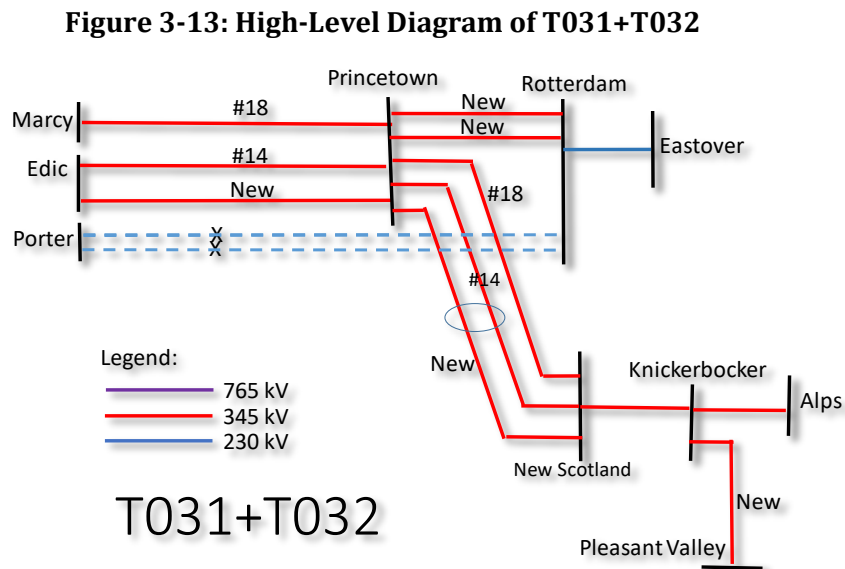 Figure 3-13: High-Level Diagram of T031+T032
Princetown
Rotterdam
Marcy
#18
New
New
Eastover
Edic
#14
New
#18
Porter
X
X
#14
New
Legend:
765 kV
345 kV
230 kV
Knickerbocker
Alps
New Scotland
New
T031+T032
Pleasant Valley